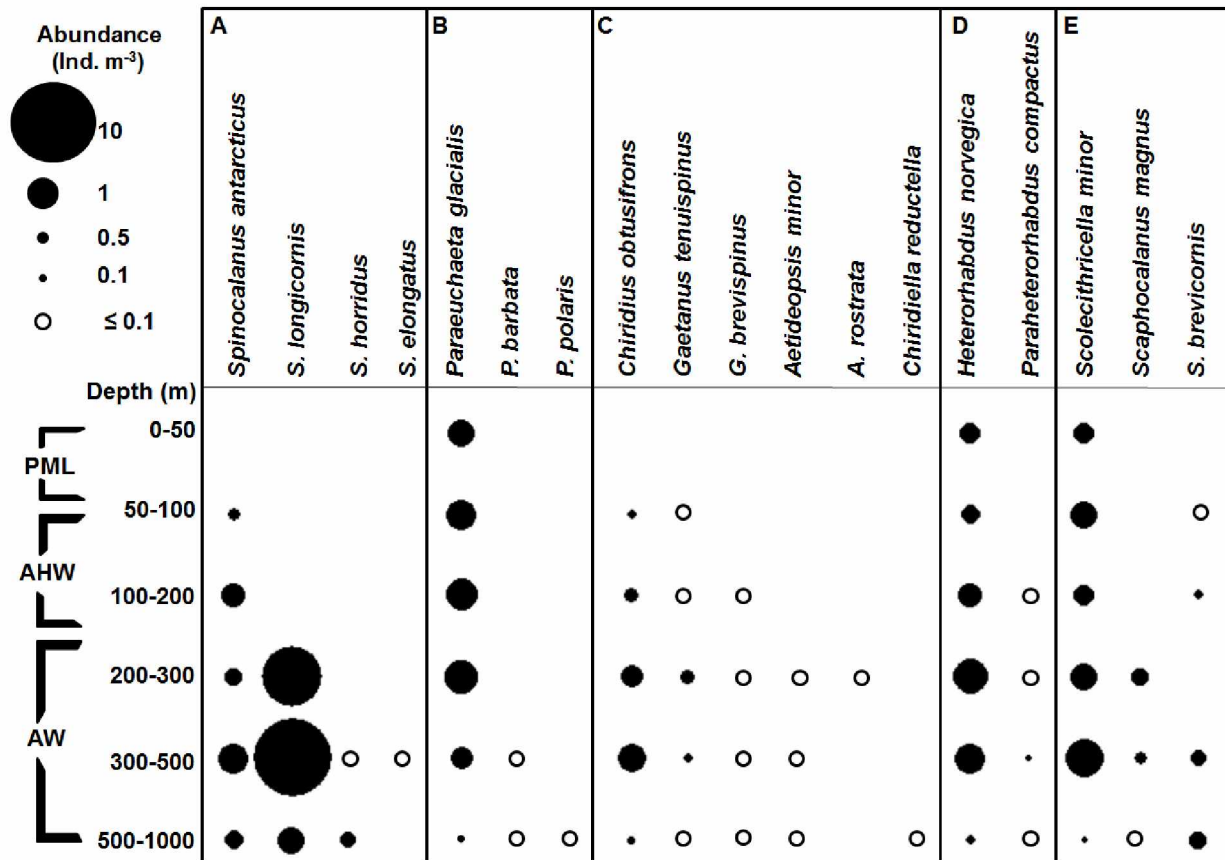 Abundance
(Ind. m-3)
10
1
0.5
0.1
≤ 0.1
A
B
C
D
E
Spinocalanus antarcticus
S. longicornis
S. horridus
S. elongatus
Paraeuchaeta glacialis
P. barbata
P. polaris
Chiridius obtusifrons
Gaetanus tenuispinus
G. brevispinus
Aetideopsis minor
A. rostrata
Chiridiella reductella
Heterorhabdus norvegica
Paraheterorhabdus compactus
Scolecithricella minor
Scaphocalanus magnus
S. brevicornis
Depth (m)
0-50
PML
50-100
AHW
100-200
200-300
AW
300-500
500-1000